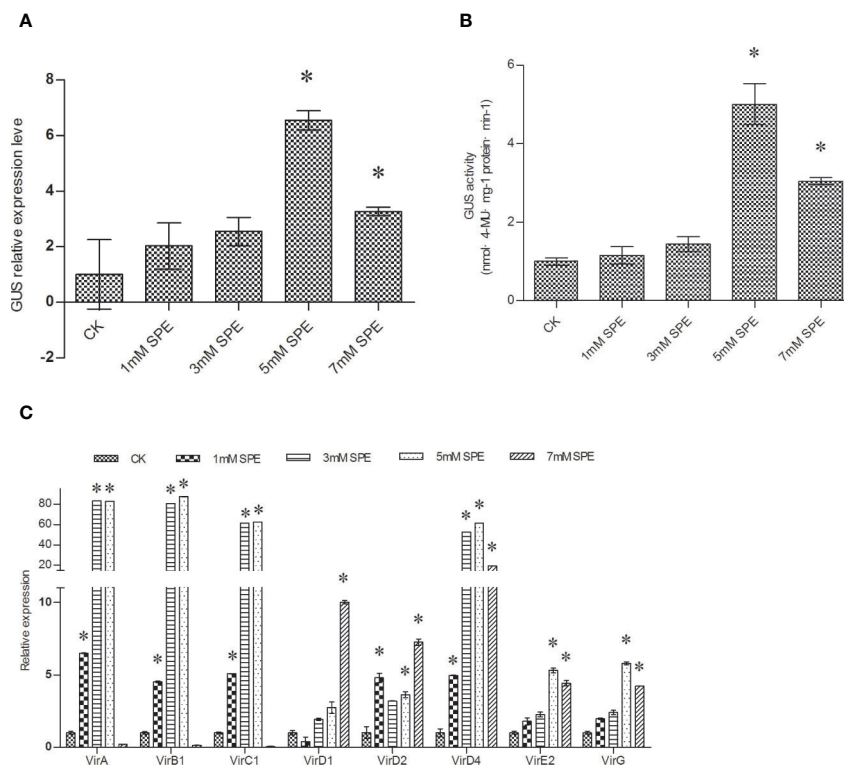 A
GUS relative expression leve
8
6
4
2
0
-2
CK
1mM SPE
3mM SPE
5mM SPE
7mM SPE
*
*
B
GUS activity
(nmol· 4-MU· mg-1 protein· min-1)
6
4
2
0
CK
1mM SPE
3mM SPE
5mM SPE
7mM SPE
*
*
C
CK 1mM SPE 3mM SPE 5mM SPE 7mM SPE
Relative expression
80
60
40
20
10
5
0
* * * * * * * * *
* * * * * * * * * * * *
VirA VirB1 VirC1 VirD1 VirD2 VirD4 VirE2 VirG